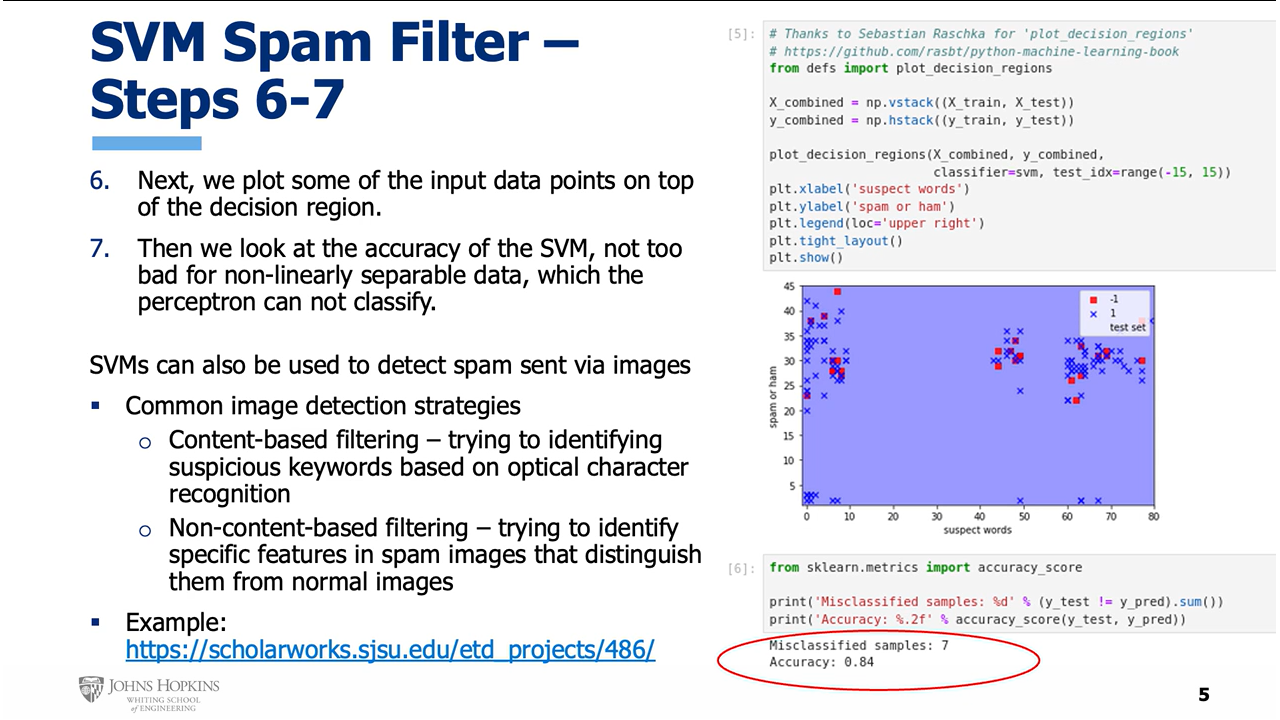 SVM Spam Filter –
Steps 6-7
6. Next, we plot some of the input data points on top
of the decision region.
7. Then we look at the accuracy of the SVM, not too
bad for non-linearly separable data, which the
perceptron can not classify.
SVMs can also be used to detect spam sent via images
▪ Common image detection strategies
o Content-based filtering – trying to identifying
suspicious keywords based on optical character
recognition
o Non-content-based filtering – trying to identify
specific features in spam images that distinguish
them from normal images
▪ Example:
https://scholarworks.sjsu.edu/etd_projects/486/
JOHNS HOPKINS
WHITING SCHOOL
of ENGINEERING
[5]:
# Thanks to Sebastian Raschka for 'plot_decision_regions'
# https://github.com/rasbt/python-machine-learning-book
from defs import plot_decision_regions
X_combined = np.vstack((X_train, X_test))
y_combined = np.hstack((y_train, y_test))
plot_decision_regions(X_combined, y_combined,
classifier=svm, test_idx=range(-15, 15))
plt.xlabel('suspect words')
plt.ylabel('spam or ham')
plt.legend(loc='upper right')
plt.tight_layout()
plt.show()
45
40
35
30
25
20
15
10
5
spam or ham
-1
1
test set
0 10 20 30 40 50 60 70 80
suspect words
[6]:
from sklearn.metrics import accuracy_score
print('Misclassified samples: %d' % (y_test != y_pred).sum())
print('Accuracy: %.2f' % accuracy_score(y_test, y_pred))
Misclassified samples: 7
Accuracy: 0.84
5